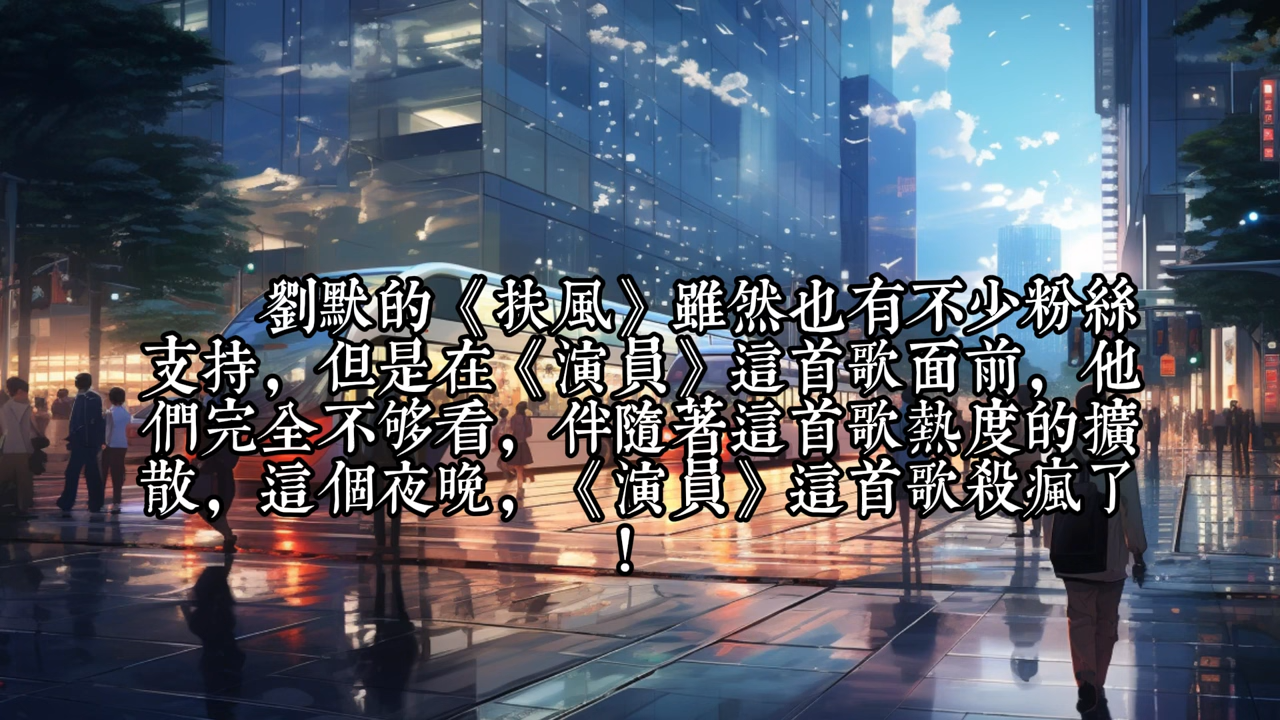 劉默的《扶風》雖然也有不少粉絲
支持，但是在《演員》這首歌面前，他
們完全不够看，伴隨著這首歌熱度的擴
散，這個夜晚，《演員》這首歌殺瘋了
！